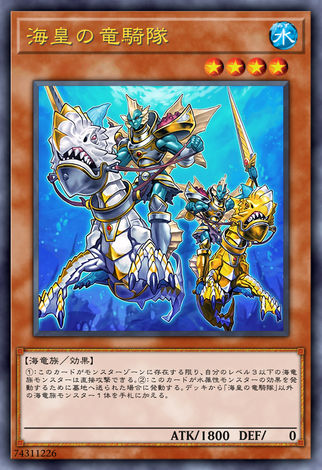 海皇の竜騎隊
水
【海竜族／効果】
①：このカードがモンスターゾーンに存在する限り、自分のレベル３以下の海竜
族モンスターは直接攻撃できる。②：このカードが水属性モンスターの効果を発
動するために墓地へ送られた場合に発動する。デッキから「海皇の竜騎隊」以外
の海竜族モンスター１体を手札に加える。
ATK/1800 DEF/ 0
74311226